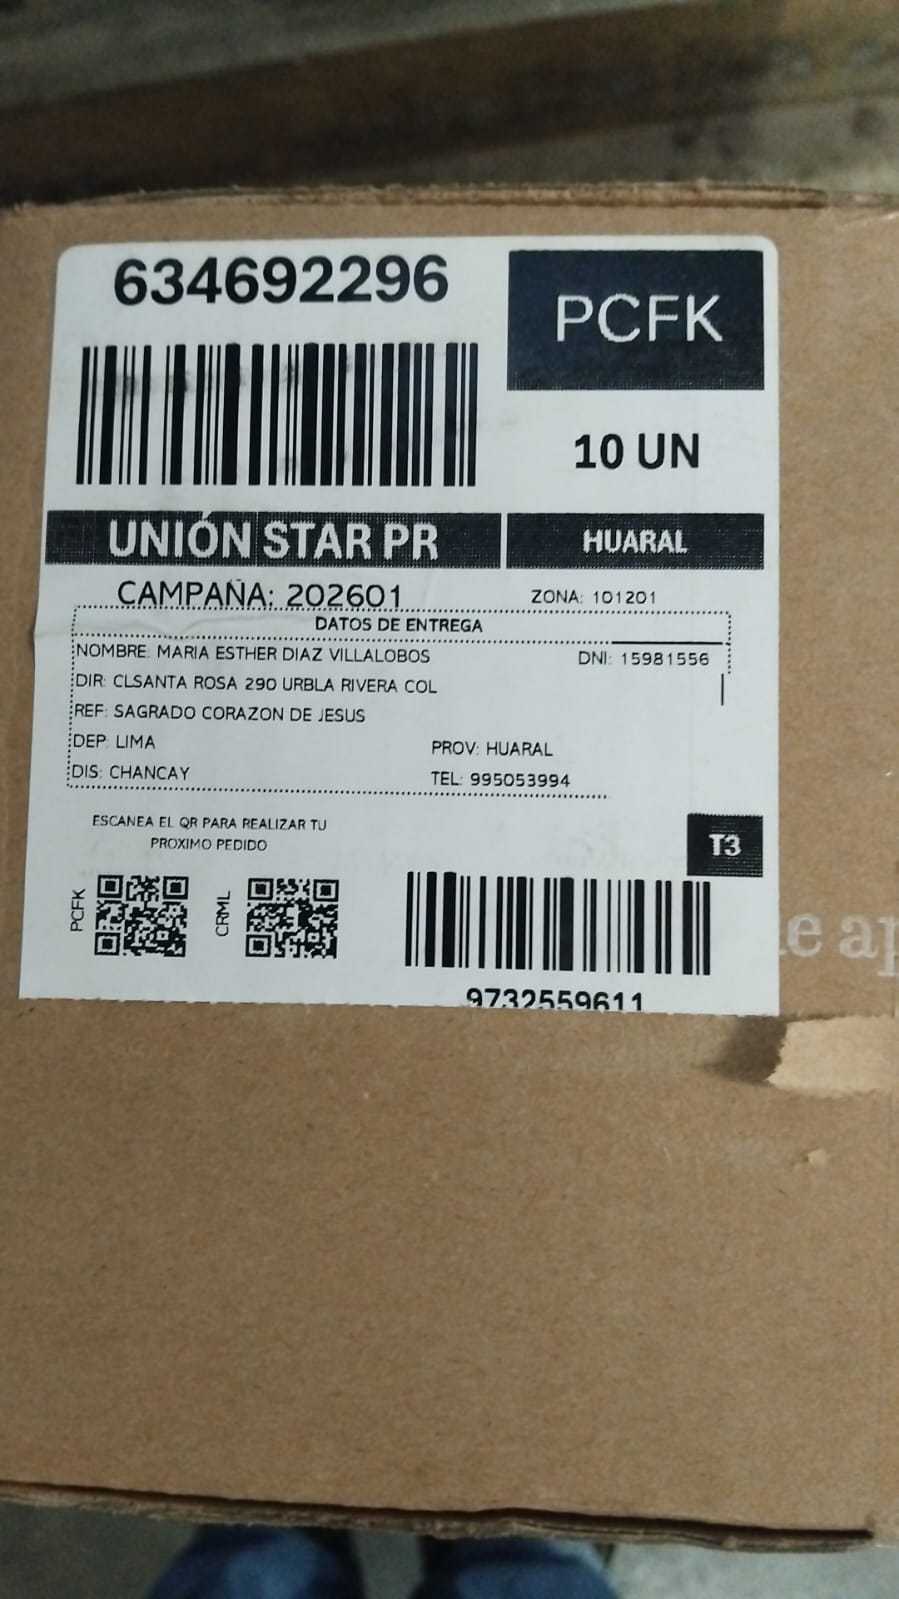 634692296
PCFK
10 UN
UNIÓN STAR PR
HUARAL
CAMPAÑA: 202601
ZONA: 101201
DATOS DE ENTREGA
NOMBRE: MARIA ESTHER DIAZ VILLALOBOS
DNI: 15981556
DIR: CLSANTA ROSA 290 URBLA RIVERA COL
REF: SAGRADO CORAZON DE JESUS
DEP: LIMA
PROV: HUARAL
DIS: CHANCAY
TEL: 995053994
ESCANEA EL QR PARA REALIZAR TU
PROXIMO PEDIDO
T3
PCFK
CRML
9732559611